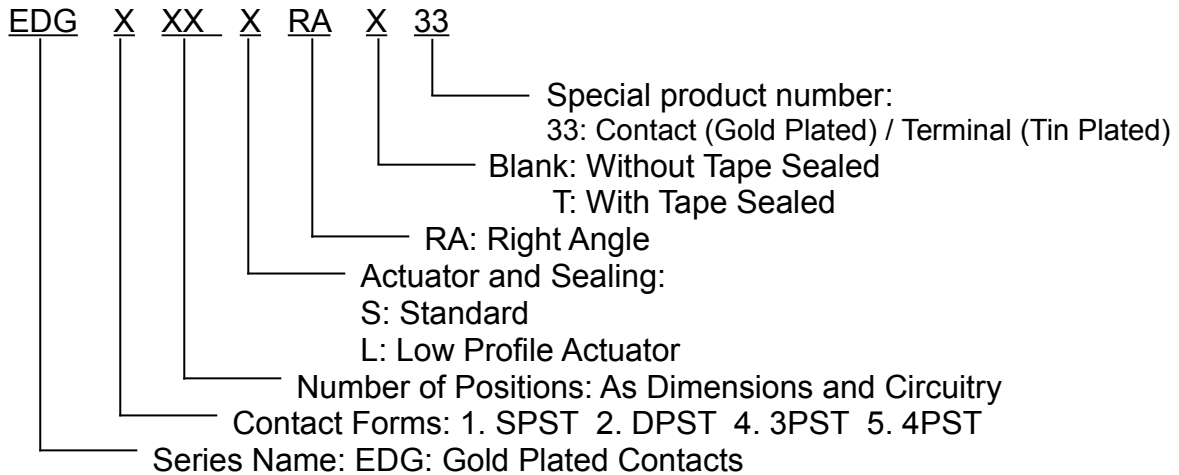 EDG X XX X RA X 33
Special product number:
33: Contact (Gold Plated) / Terminal (Tin Plated)
Blank: Without Tape Sealed
T: With Tape Sealed
RA: Right Angle
Actuator and Sealing:
S: Standard
L: Low Profile Actuator
Number of Positions: As Dimensions and Circuitry
Contact Forms: 1. SPST 2. DPST 4. 3PST 5. 4PST
Series Name: EDG: Gold Plated Contacts